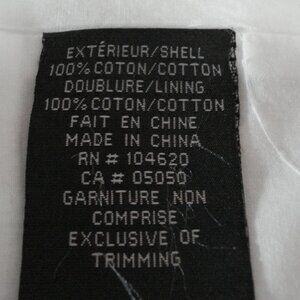 EXTÉRIEUR/SHELL
100% COTON/COTTON
DOUBLURE/LINING
100% COTON/COTTON
FAIT EN CHINE
MADE IN CHINA
RN # 104620
CA # 05050
GARNITURE NON
COMPRISE
EXCLUSIVE OF
TRIMMING